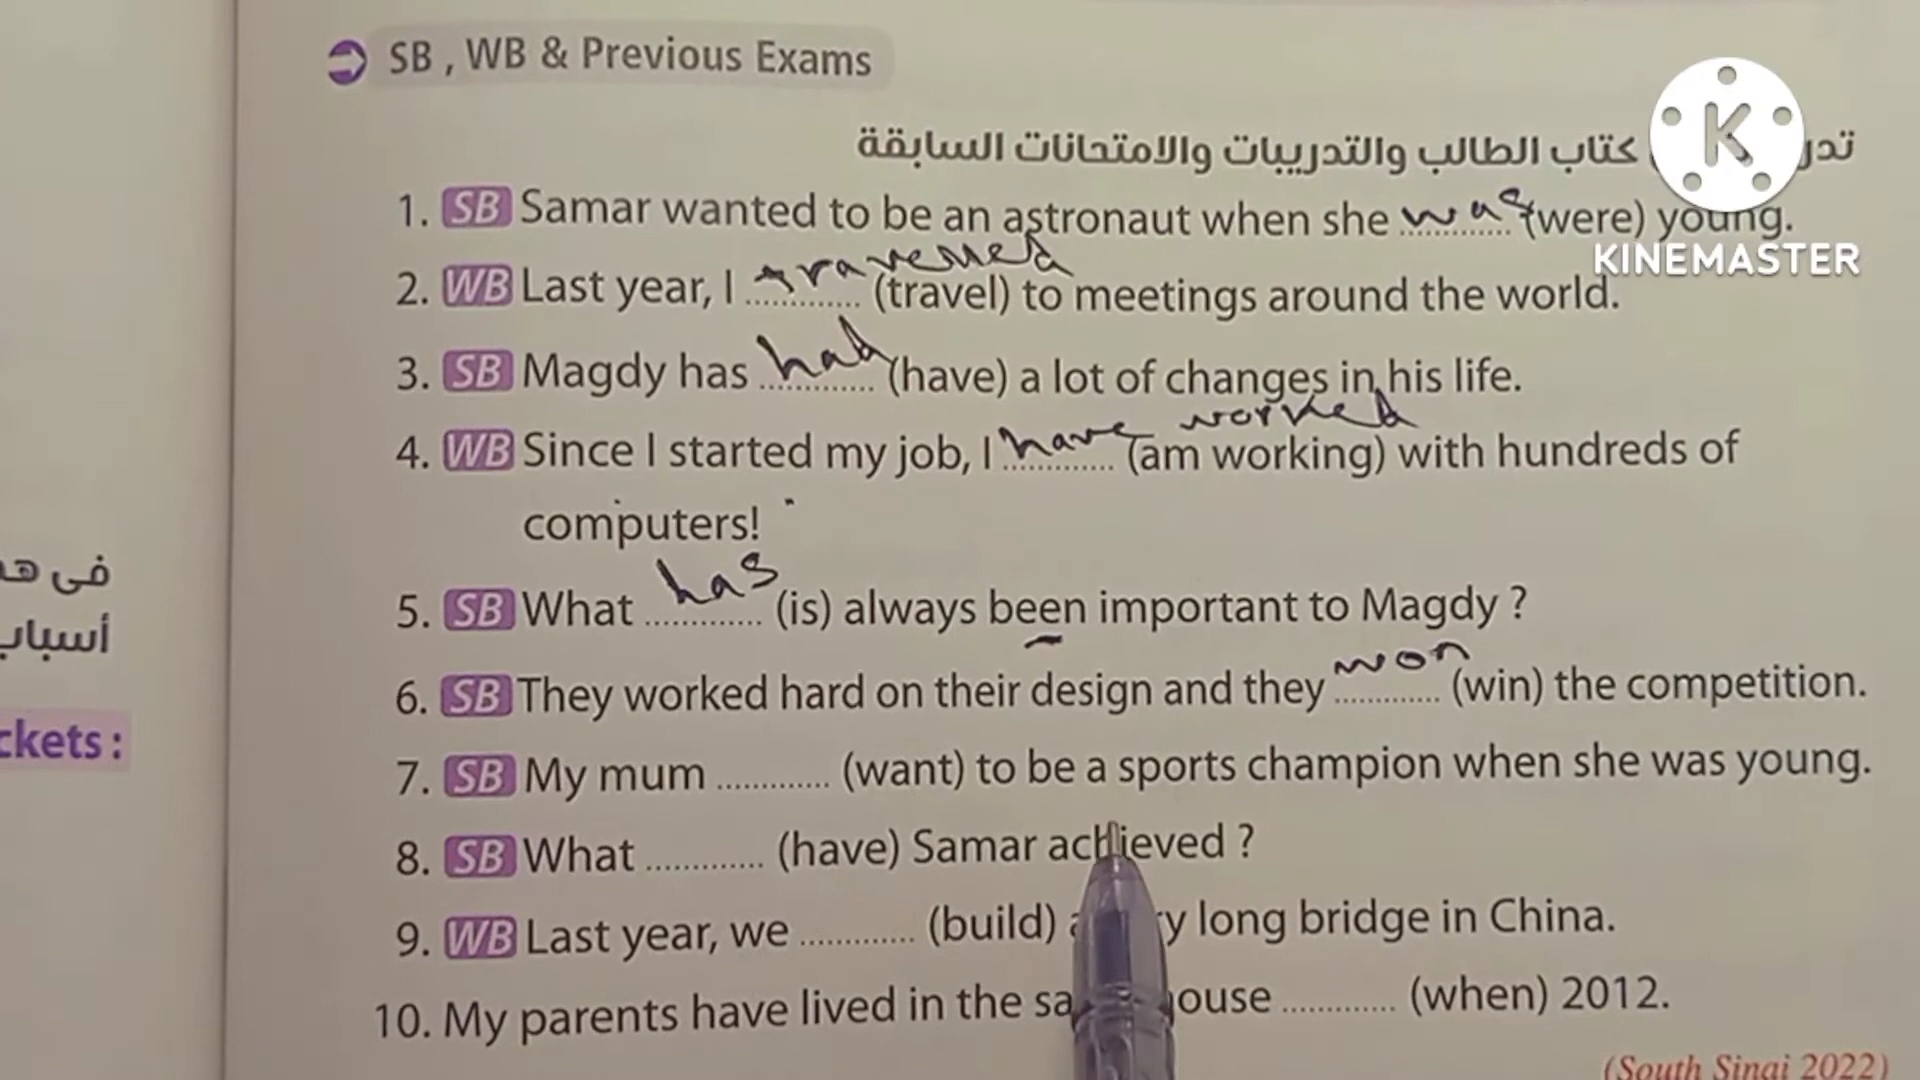 SB , WB & Previous Exams
كتاب الطالب والتدريبات والامتحانات السابقة
K
KINEMASTER
1. SB Samar wanted to be an astronaut when she was (were) young.
2. WB Last year, I travelled (travel) to meetings around the world.
3. SB Magdy has had (have) a lot of changes in his life.
4. WB Since I started my job, I have worked (am working) with hundreds of
computers!
5. SB What has (is) always been important to Magdy ?
6. SB They worked hard on their design and they won (win) the competition.
7. SB My mum ............ (want) to be a sports champion when she was young.
8. SB What ............ (have) Samar achieved ?
9. WB Last year, we ............ (build) long bridge in China.
10. My parents have lived in the ............ (when) 2012.
(South Sinai 2022)
فى
ckets :